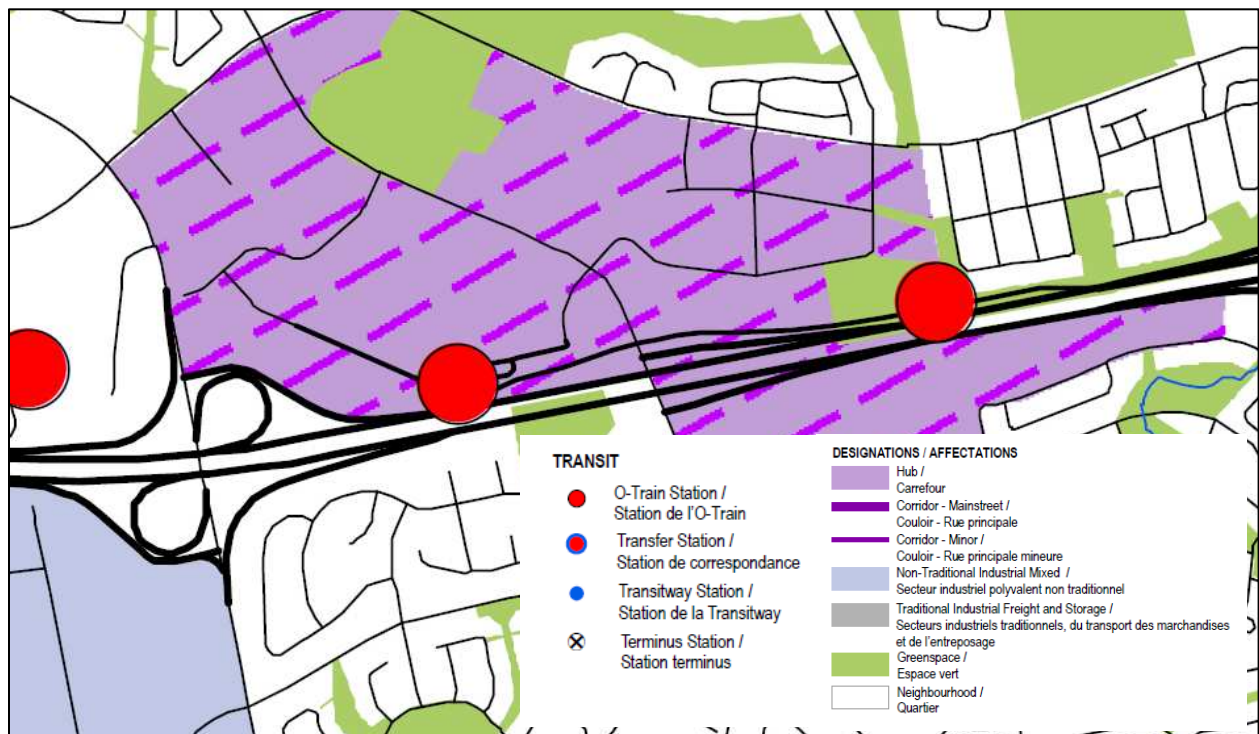 TRANSIT
O-Train Station /
Station de l'O-Train
Transfer Station /
Station de correspondance
Transitway Station /
Station de la Transitway
Terminus Station /
Station terminus
DESIGNATIONS / AFFECTATIONS
Hub /
Carrefour
Corridor - Mainstreet /
Couloir - Rue principale
Corridor - Minor /
Couloir - Rue principale mineure
Non-Traditional Industrial Mixed /
Secteur industriel polyvalent non traditionnel
Traditional Industrial Freight and Storage /
Secteurs industriels traditionnels, du transport des marchandises
et de l'entreposage
Greenspace /
Espace vert
Neighbourhood /
Quartier